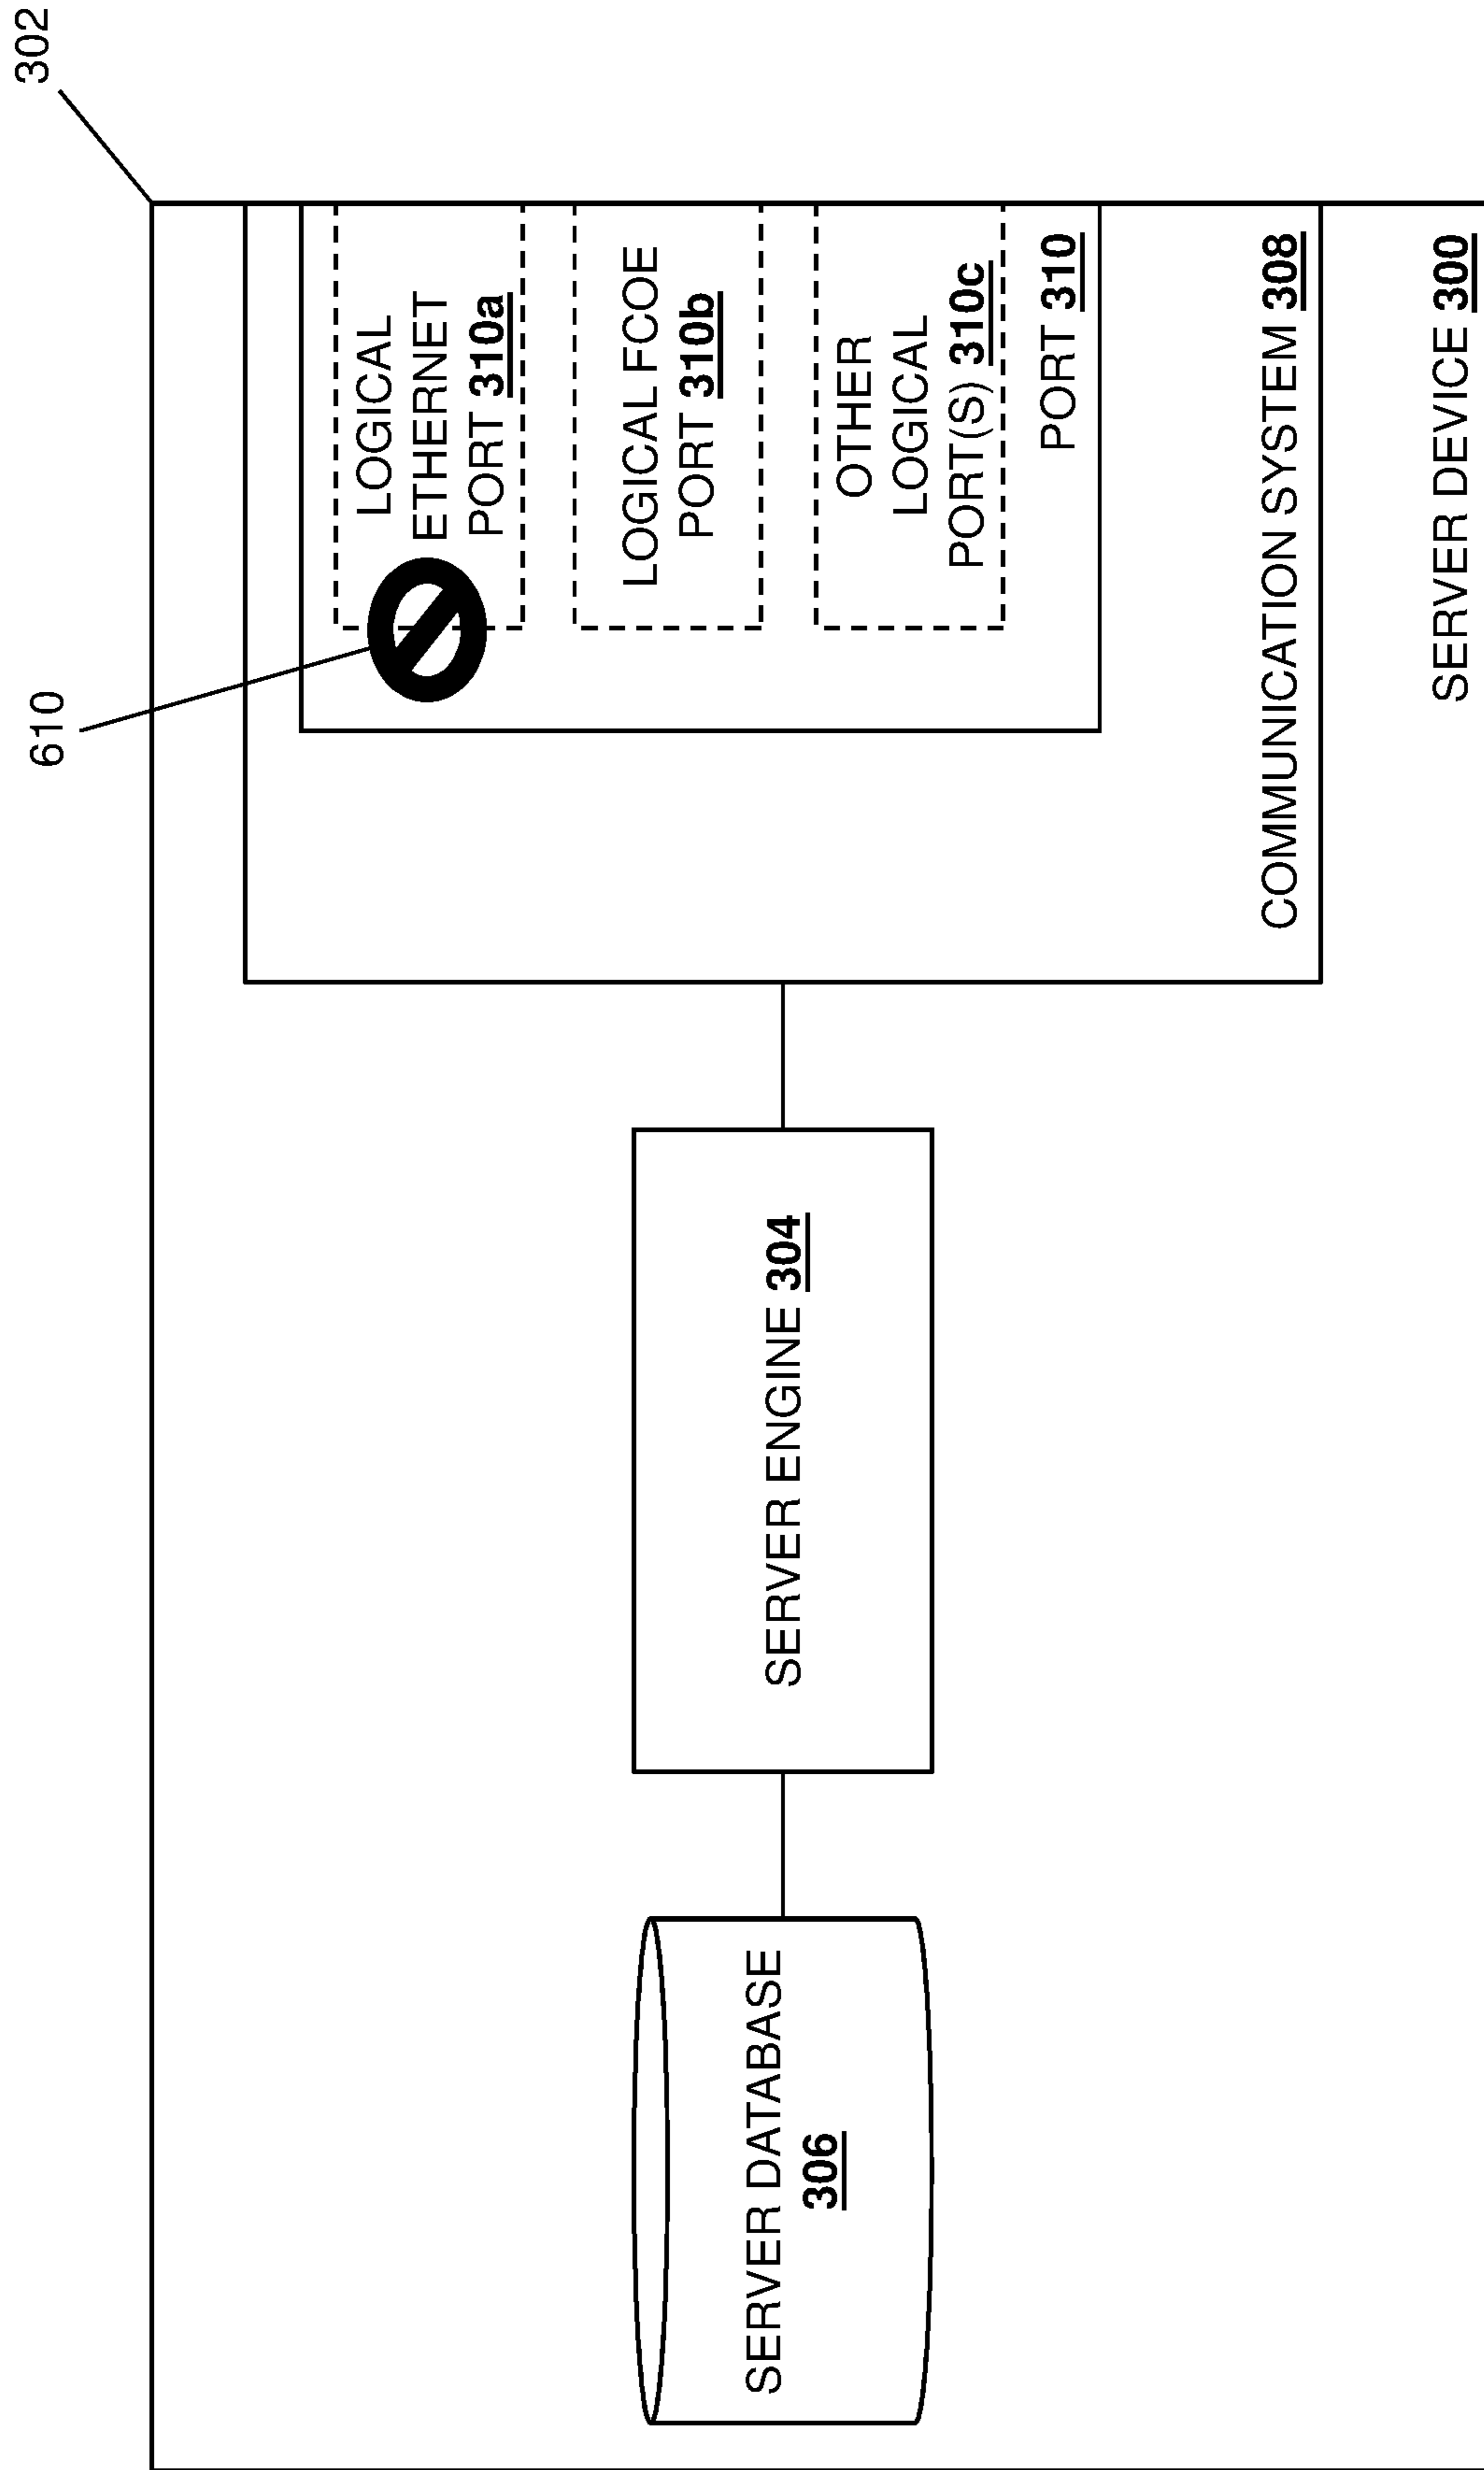 302
610
LOGICAL
ETHERNET
PORT 310a
LOGICAL FCOE
PORT 310b
OTHER
LOGICAL
PORT(S) 310c
PORT 310
COMMUNICATION SYSTEM 308
SERVER ENGINE 304
SERVER DATABASE
306
SERVER DEVICE 300